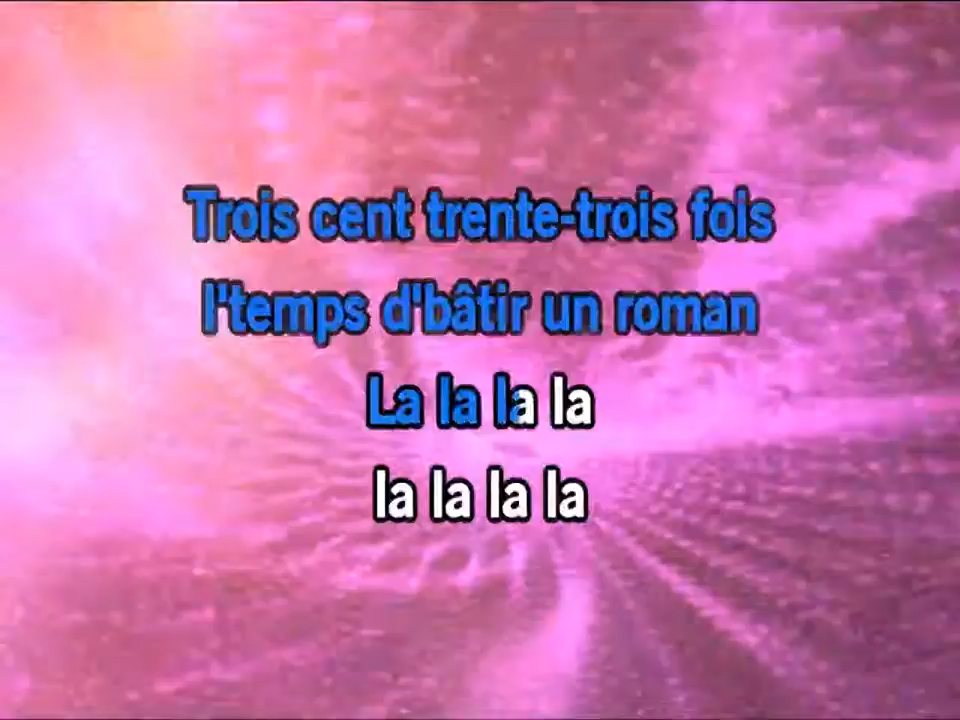 Trois cent trente-trois fois
l'temps d'bâtir un roman
La la la la
la la la la